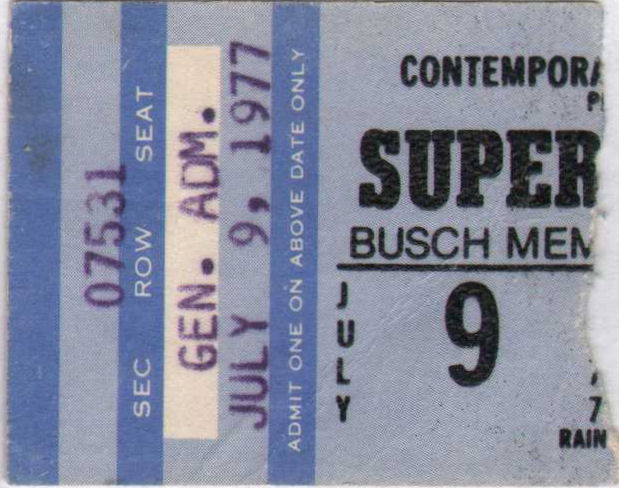 07531
SEC ROW SEAT
GEN. ADM.
JULY 9, 1977
ADMIT ONE ON ABOVE DATE ONLY
CONTEMPORA
P
SUPER
BUSCH MEM
JULY
9
7
RAIN